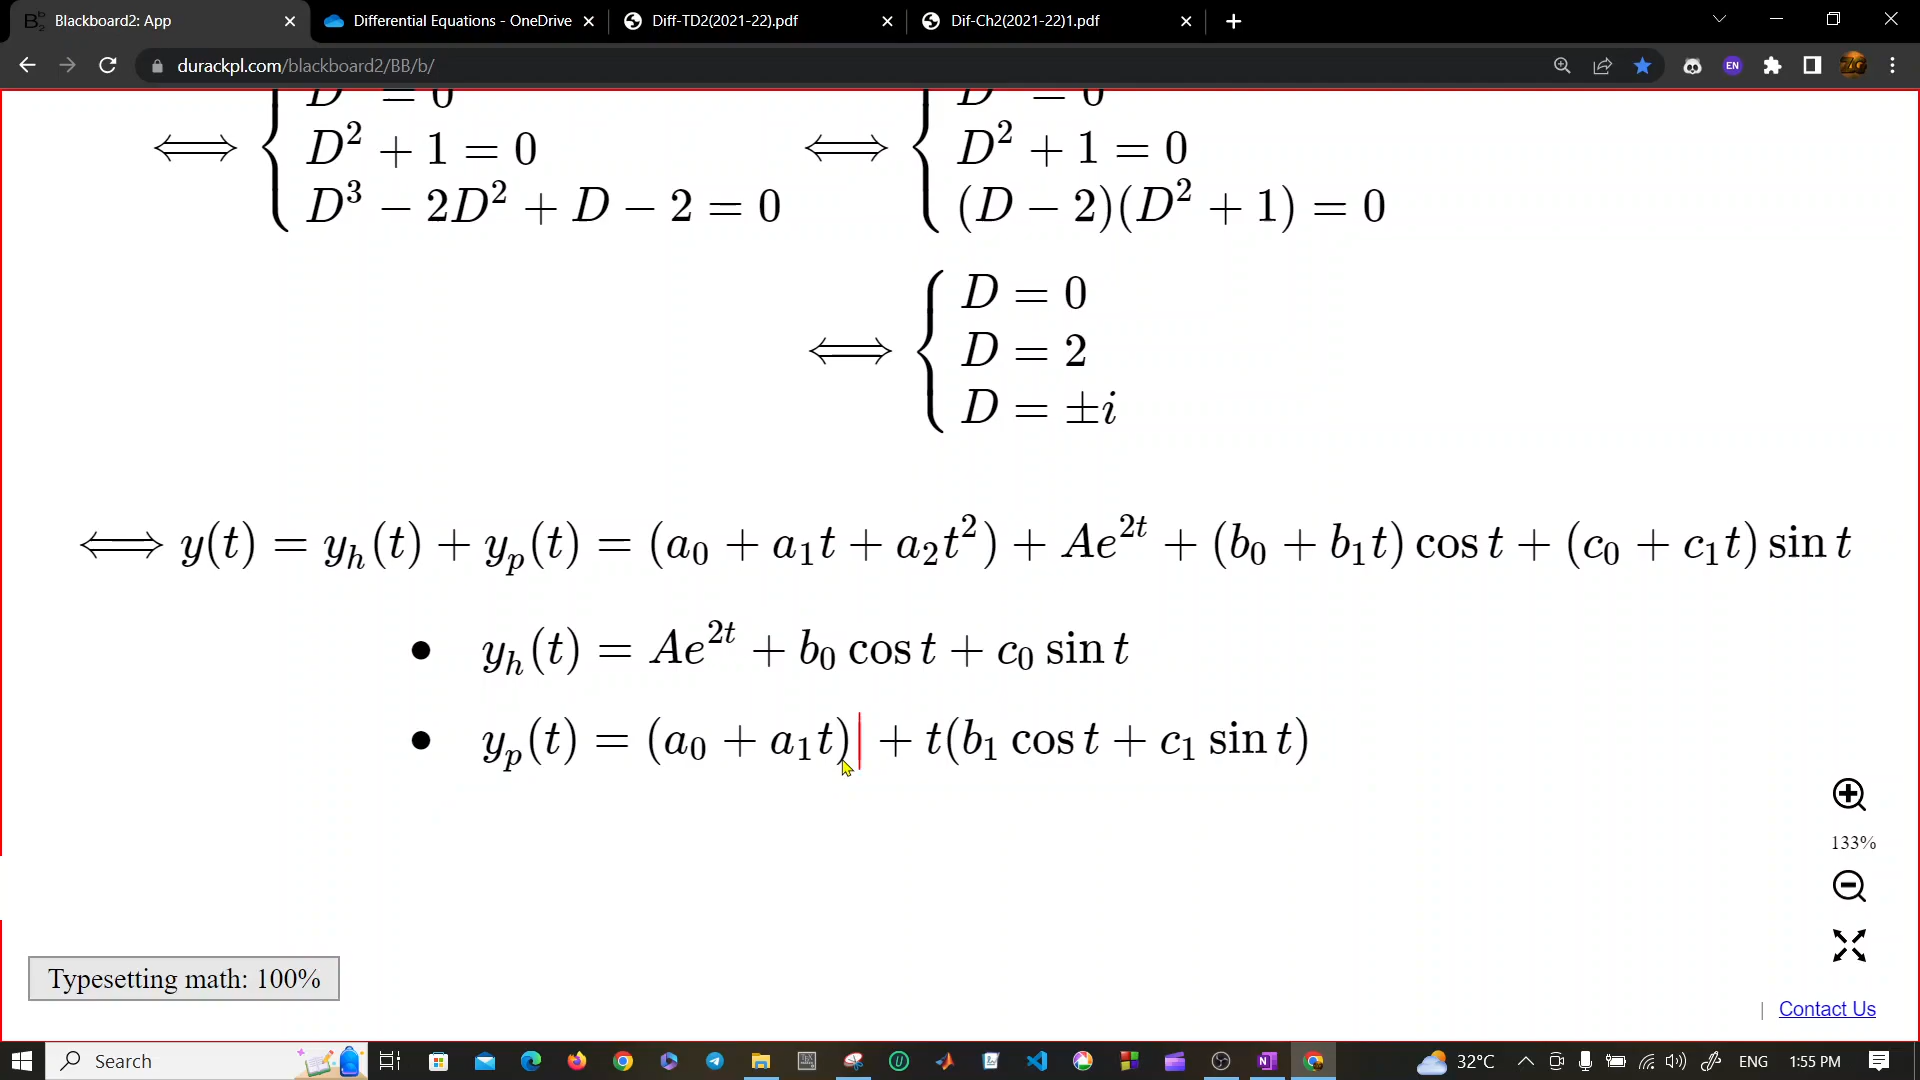 Blackboard2: App
Differential Equations - OneDrive
Diff-TD2(2021-22).pdf
Dif-Ch2(2021-22)1.pdf
durackpl.com/blackboard2/BB/b/
EN
⟺ { D² + 1 = 0
D³ − 2D² + D − 2 = 0
⟺ { D² + 1 = 0
(D − 2)(D² + 1) = 0
⟺ { D = 0
D = 2
D = ±i
⟺ y(t) = y_h(t) + y_p(t) = (a₀ + a₁t + a₂t²) + Ae^{2t} + (b₀ + b₁t) cos t + (c₀ + c₁t) sin t
• y_h(t) = Ae^{2t} + b₀ cos t + c₀ sin t
• y_p(t) = (a₀ + a₁t) + t(b₁ cos t + c₁ sin t)
133%
Typesetting math: 100%
| Contact Us
Search
32°C
ENG
1:55 PM